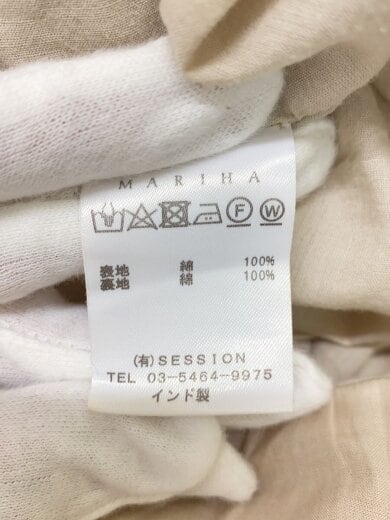 MARIHA
F W
表地 綿 100%
裏地 綿 100%
(有)SESSION
TEL 03-5464-9975
インド製